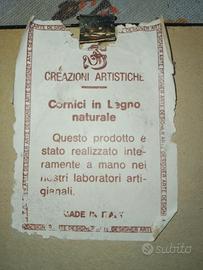 CREAZIONI ARTISTICHE
Cornici in Legno
naturale
Questo prodotto è
stato realizzato inte-
ramente a mano nei
nostri laboratori arti-
gianali.
MADE IN ITALY
subito